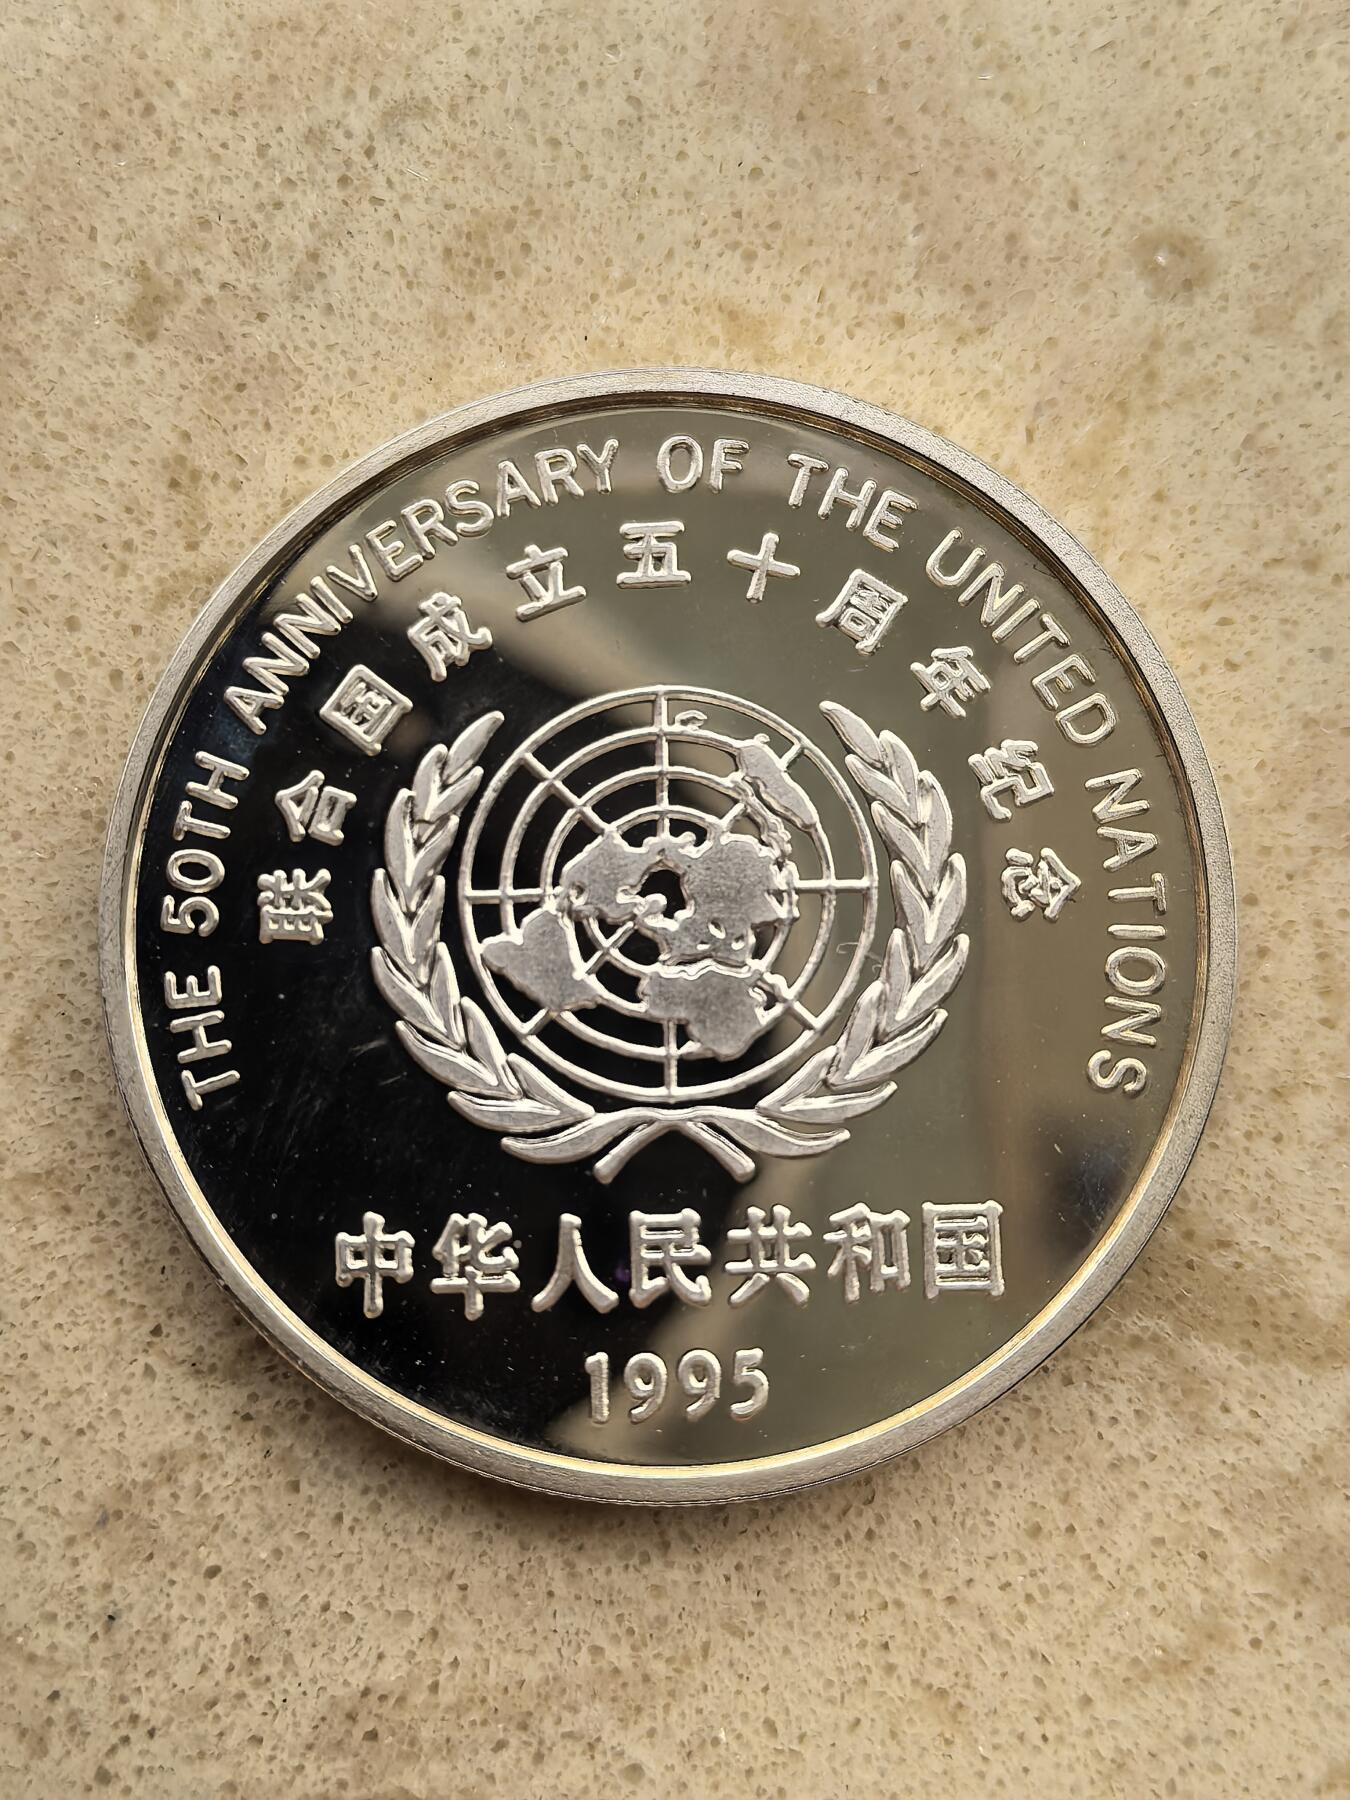 THE 50TH ANNIVERSARY OF THE UNITED NATIONS
联合国成立五十周年纪念
中华人民共和国
1995